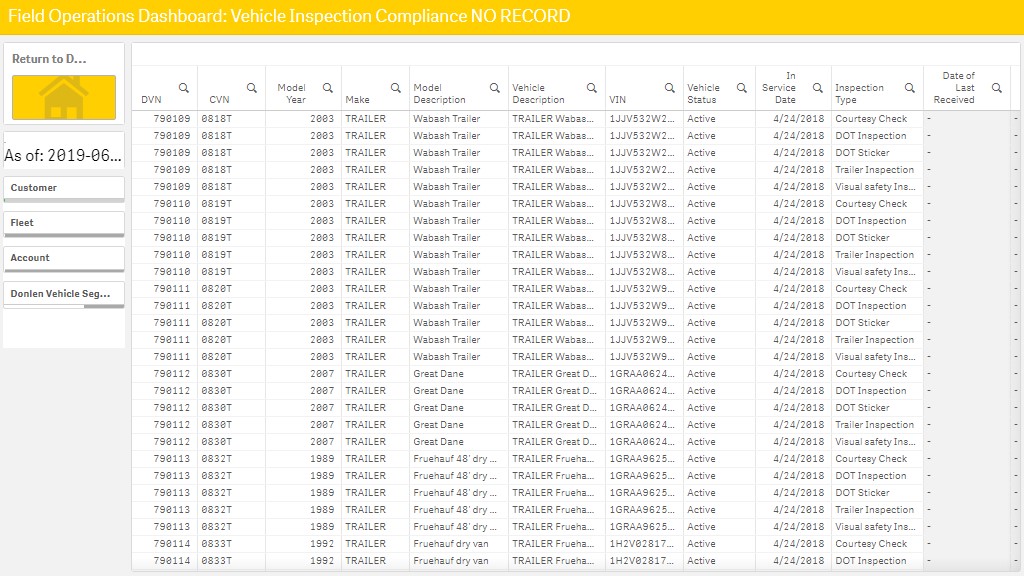 Field Operations Dashboard: Vehicle Inspection Compliance NO RECORD
Return to D...
As of: 2019-06...
Customer
Fleet
Account
Donlen Vehicle Seg...
DVN CVN Model Year Make Model Description Vehicle Description VIN Vehicle Status In Service Date Inspection Type Date of Last Received
790109 0818T 2003 TRAILER Wabash Trailer TRAILER Wabas... 1JJV532W2... Active 4/24/2018 Courtesy Check - -
790109 0818T 2003 TRAILER Wabash Trailer TRAILER Wabas... 1JJV532W2... Active 4/24/2018 DOT Inspection - -
790109 0818T 2003 TRAILER Wabash Trailer TRAILER Wabas... 1JJV532W2... Active 4/24/2018 DOT Sticker - -
790109 0818T 2003 TRAILER Wabash Trailer TRAILER Wabas... 1JJV532W2... Active 4/24/2018 Trailer Inspection - -
790109 0818T 2003 TRAILER Wabash Trailer TRAILER Wabas... 1JJV532W2... Active 4/24/2018 Visual safety Ins... - -
790110 0819T 2003 TRAILER Wabash Trailer TRAILER Wabas... 1JJV532W8... Active 4/24/2018 Courtesy Check - -
790110 0819T 2003 TRAILER Wabash Trailer TRAILER Wabas... 1JJV532W8... Active 4/24/2018 DOT Inspection - -
790110 0819T 2003 TRAILER Wabash Trailer TRAILER Wabas... 1JJV532W8... Active 4/24/2018 DOT Sticker - -
790110 0819T 2003 TRAILER Wabash Trailer TRAILER Wabas... 1JJV532W8... Active 4/24/2018 Trailer Inspection - -
790110 0819T 2003 TRAILER Wabash Trailer TRAILER Wabas... 1JJV532W8... Active 4/24/2018 Visual safety Ins... - -
790111 0820T 2003 TRAILER Wabash Trailer TRAILER Wabas... 1JJV532W9... Active 4/24/2018 Courtesy Check - -
790111 0820T 2003 TRAILER Wabash Trailer TRAILER Wabas... 1JJV532W9... Active 4/24/2018 DOT Inspection - -
790111 0820T 2003 TRAILER Wabash Trailer TRAILER Wabas... 1JJV532W9... Active 4/24/2018 DOT Sticker - -
790111 0820T 2003 TRAILER Wabash Trailer TRAILER Wabas... 1JJV532W9... Active 4/24/2018 Trailer Inspection - -
790111 0820T 2003 TRAILER Wabash Trailer TRAILER Wabas... 1JJV532W9... Active 4/24/2018 Visual safety Ins... - -
790112 0830T 2007 TRAILER Great Dane TRAILER Great D... 1GRAA0624... Active 4/24/2018 Courtesy Check - -
790112 0830T 2007 TRAILER Great Dane TRAILER Great D... 1GRAA0624... Active 4/24/2018 DOT Inspection - -
790112 0830T 2007 TRAILER Great Dane TRAILER Great D... 1GRAA0624... Active 4/24/2018 DOT Sticker - -
790112 0830T 2007 TRAILER Great Dane TRAILER Great D... 1GRAA0624... Active 4/24/2018 Trailer Inspection - -
790112 0830T 2007 TRAILER Great Dane TRAILER Great D... 1GRAA0624... Active 4/24/2018 Visual safety Ins... - -
790113 0832T 1989 TRAILER Fruehauf 48' dry ... TRAILER Frueha... 1GRAA9625... Active 4/24/2018 Courtesy Check - -
790113 0832T 1989 TRAILER Fruehauf 48' dry ... TRAILER Frueha... 1GRAA9625... Active 4/24/2018 DOT Inspection - -
790113 0832T 1989 TRAILER Fruehauf 48' dry ... TRAILER Frueha... 1GRAA9625... Active 4/24/2018 DOT Sticker - -
790113 0832T 1989 TRAILER Fruehauf 48' dry ... TRAILER Frueha... 1GRAA9625... Active 4/24/2018 Trailer Inspection - -
790113 0832T 1989 TRAILER Fruehauf 48' dry ... TRAILER Frueha... 1GRAA9625... Active 4/24/2018 Visual safety Ins... - -
790114 0833T 1992 TRAILER Fruehauf dry van TRAILER Frueha... 1H2V02817... Active 4/24/2018 Courtesy Check - -
790114 0833T 1992 TRAILER Fruehauf dry van TRAILER Frueha... 1H2V02817... Active 4/24/2018 DOT Inspection - -